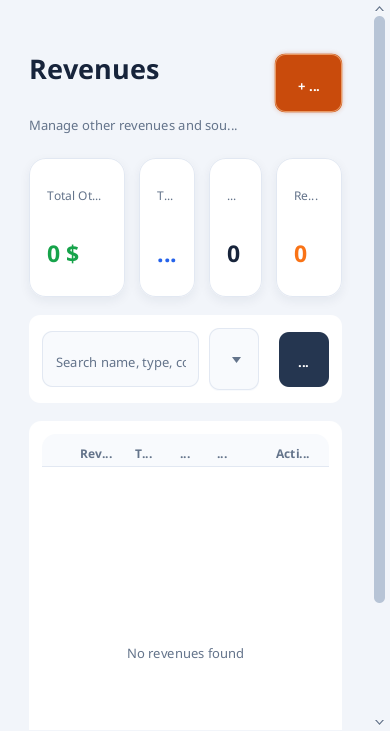 Revenues
+ ...
Manage other revenues and sou...
Total Ot... T... ... Re...
0 $ ... 0 0
Search name, type, cc ...
Rev... T... ... ... Acti...
No revenues found